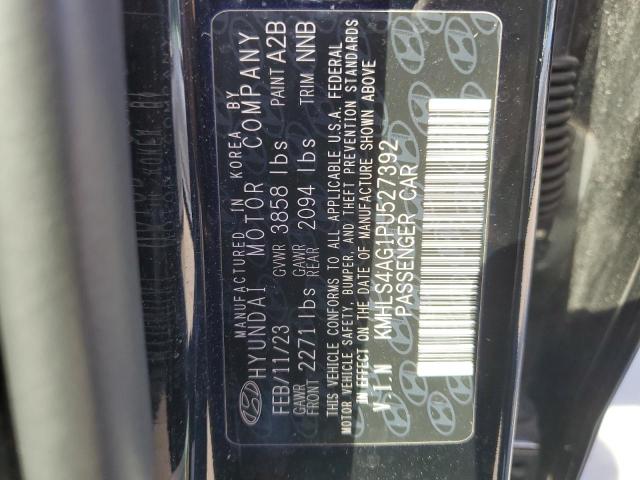 MANUFACTURED IN KOREA BY
HYUNDAI MOTOR COMPANY
FEB/11/23 GVWR 3858 lbs PAINT A2B
GAWR FRONT 2271 lbs GAWR REAR 2094 lbs TRIM NNB
THIS VEHICLE CONFORMS TO ALL APPLICABLE U.S.A. FEDERAL
MOTOR VEHICLE SAFETY, BUMPER, AND THEFT PREVENTION STANDARDS
IN EFFECT ON THE DATE OF MANUFACTURE SHOWN ABOVE
V.I.N KMHLS4AG1PU527392
PASSENGER CAR